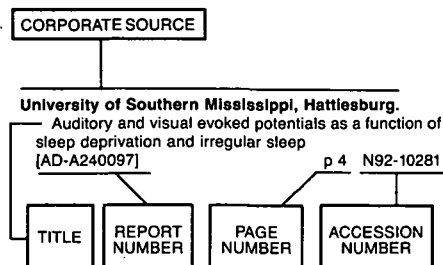 CORPORATE SOURCE
University of Southern Mississippi, Hattiesburg.
Auditory and visual evoked potentials as a function of
sleep deprivation and irregular sleep
[AD-A240097] p 4 N92-10281
TITLE
REPORT
NUMBER
PAGE
NUMBER
ACCESSION
NUMBER